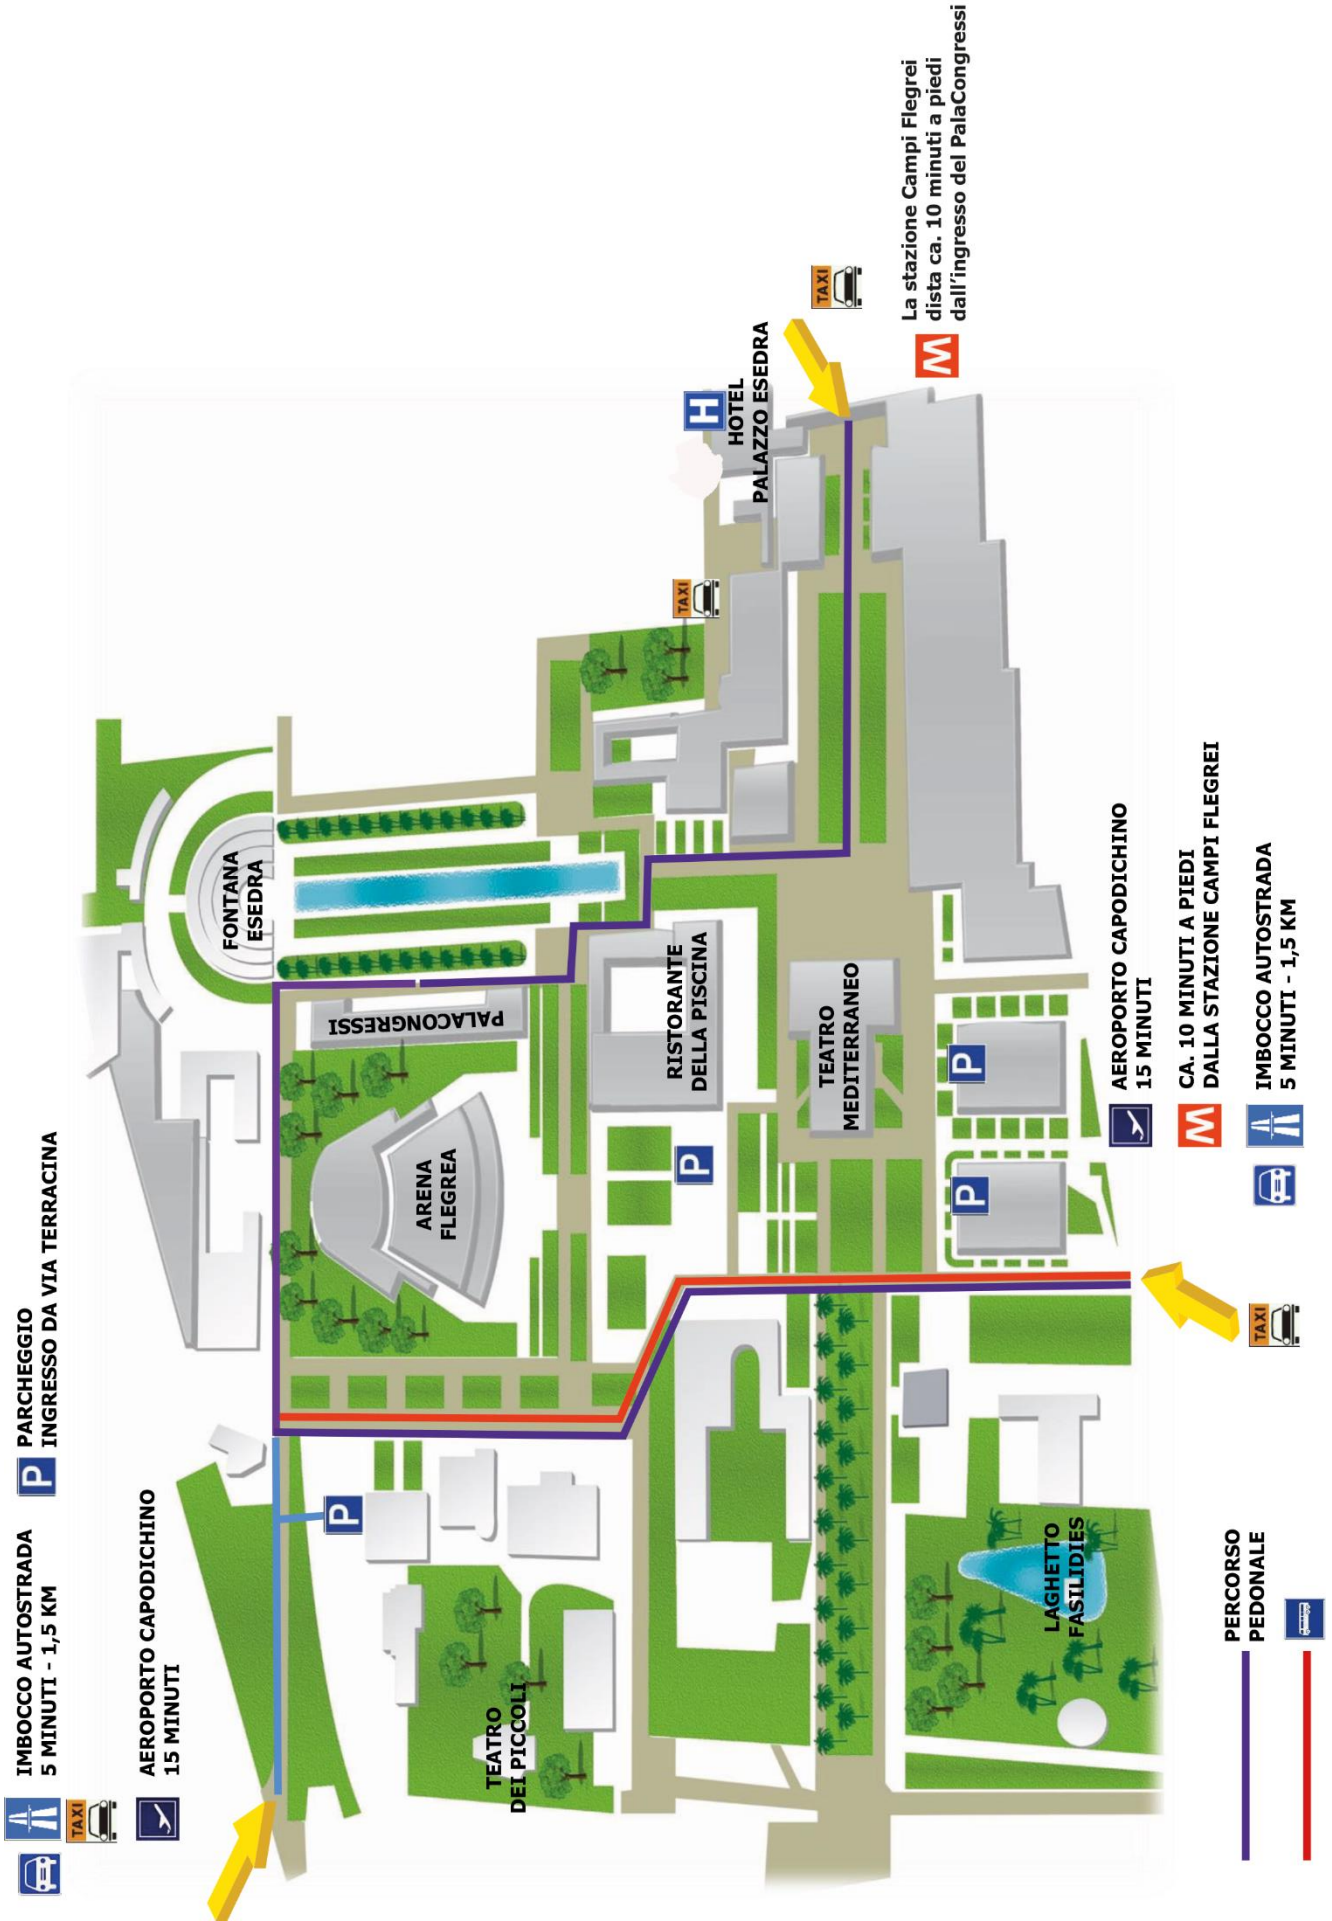 IMBOCCO AUTOSTRADA
5 MINUTI - 1,5 KM
TAXI
AEROPORTO CAPODICHINO
15 MINUTI
P
PARCHEGGIO
INGRESSO DA VIA TERRACINA
FONTANA
ESEDRA
PALACONGRESSI
ARENA
FLEGREA
P
TEATRO
DEI PICCOLI
RISTORANTE
DELLA PISCINA
P
TAXI
H
HOTEL
PALAZZO ESEDRA
TAXI
La stazione Campi Flegrei
dista ca. 10 minuti a piedi
dall'ingresso del PalaCongressi
TEATRO
MEDITERRANEO
P
P
LAGHETTO
FASILIDIES
AEROPORTO CAPODICHINO
15 MINUTI
CA. 10 MINUTI A PIEDI
DALLA STAZIONE CAMPI FLEGREI
IMBOCCO AUTOSTRADA
5 MINUTI - 1,5 KM
TAXI
PERCORSO
PEDONALE